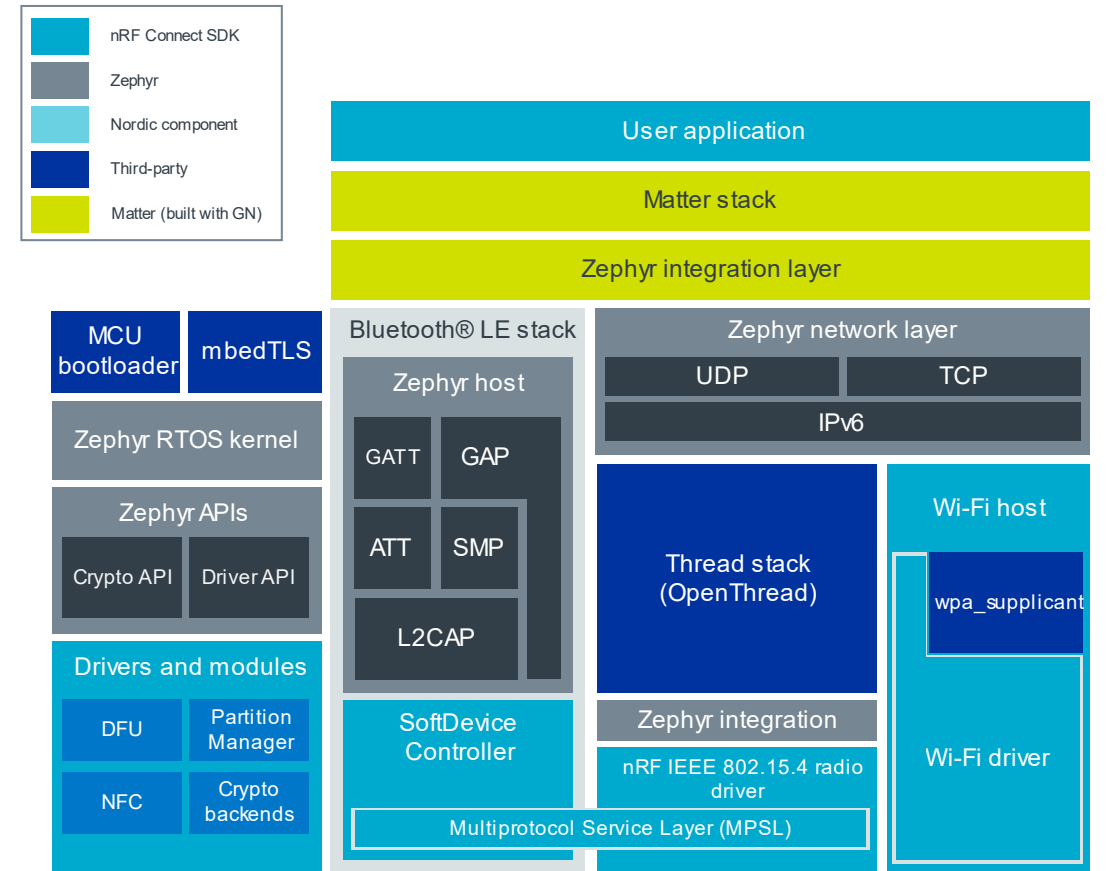 nRF Connect SDK
Zephyr
Nordic component
Third-party
Matter (built with GN)
User application
Matter stack
Zephyr integration layer
MCU
bootloader
mbedTLS
Zephyr RTOS kernel
Zephyr APIs
Crypto API
Driver API
Drivers and modules
DFU
Partition
Manager
NFC
Crypto
backends
Bluetooth® LE stack
Zephyr host
GATT
GAP
ATT
SMP
L2CAP
SoftDevice
Controller
Zephyr network layer
UDP
TCP
IPv6
Thread stack
(OpenThread)
Zephyr integration
nRF IEEE 802.15.4 radio
driver
Multiprotocol Service Layer (MPSL)
Wi-Fi host
wpa_supplicant
Wi-Fi driver